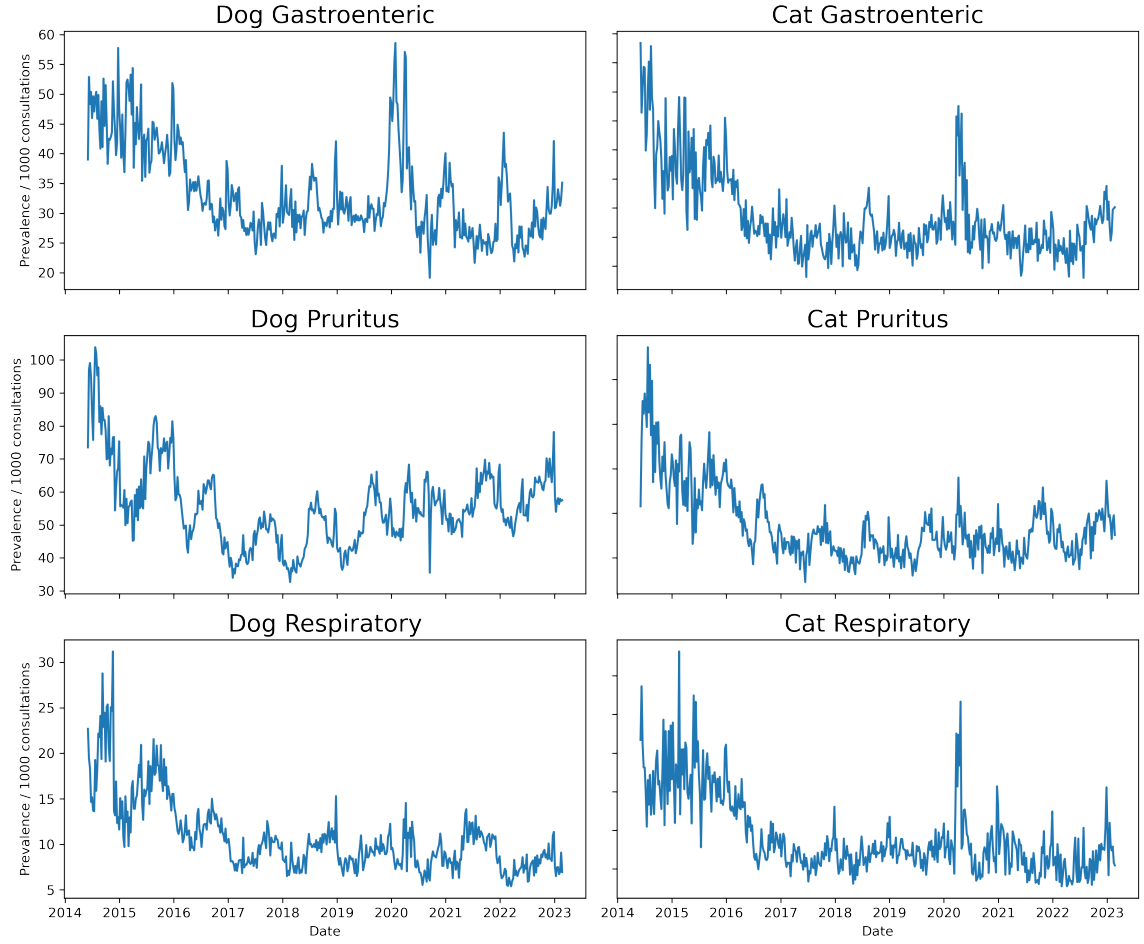 Dog Gastroenteric
Cat Gastroenteric
Prevalence / 1000 consultations
60
55
50
45
40
35
30
25
20
Dog Pruritus
Cat Pruritus
Prevalence / 1000 consultations
100
90
80
70
60
50
40
30
Dog Respiratory
Cat Respiratory
Prevalence / 1000 consultations
30
25
20
15
10
5
2014 2015 2016 2017 2018 2019 2020 2021 2022 2023
Date
2014 2015 2016 2017 2018 2019 2020 2021 2022 2023
Date